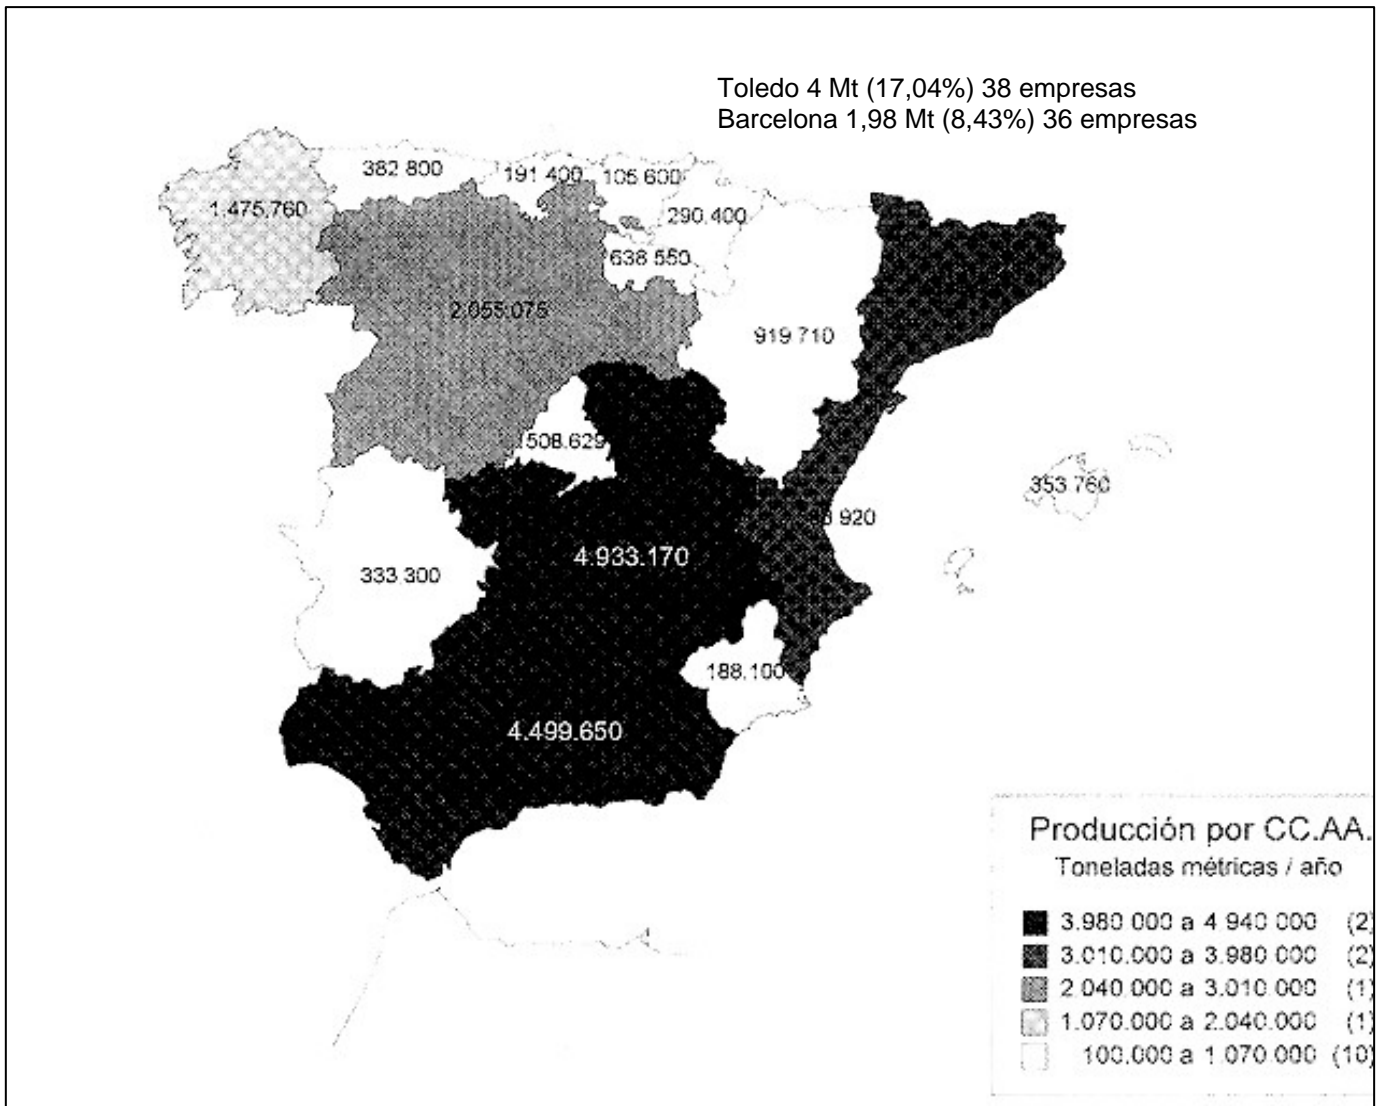 Toledo 4 Mt (17,04%) 38 empresas
Barcelona 1,98 Mt (8,43%) 36 empresas
382 800
191 400
105.600
1.475.760
290.400
638 550
2.055.075
919 710
508.629
353 760
920
4.933.170
333 300
188.100
4.499.650
Producción por CC.AA.
Toneladas métricas / año
3.980 000 a 4 940 000 (2)
3.010.000 a 3.980 000 (2)
2 040.000 a 3.010.000 (1)
1.070.000 a 2.040.000 (1)
100.000 a 1 070 000 (10)